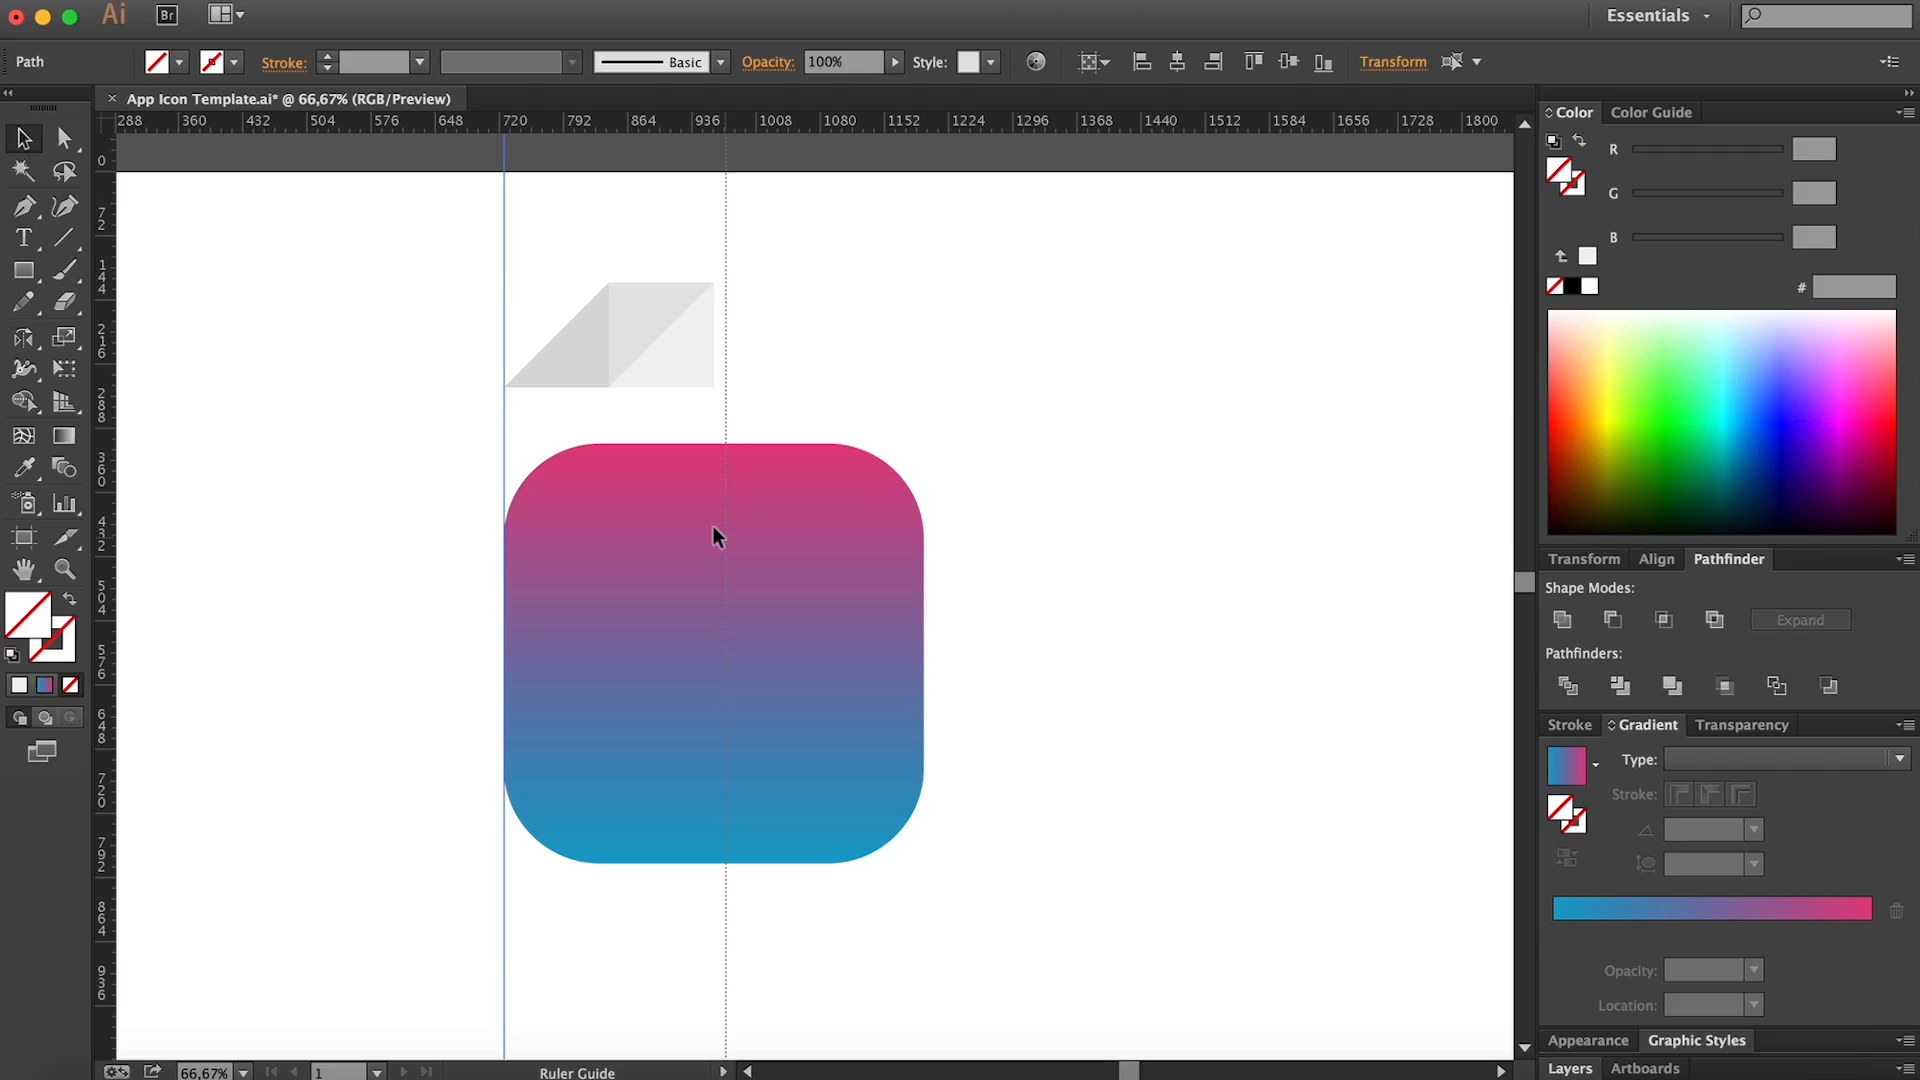 Ai Br Essentials
Path Stroke: Basic Opacity: 100% Style: Transform
× App Icon Template.ai* @ 66,67% (RGB/Preview)
288 360 432 504 576 648 720 792 864 936 1008 1080 1152 1224 1296 1368 1440 1512 1584 1656 1728 1800
0
72
144
216
288
360
432
504
576
648
720
792
864
936
T
Color Color Guide
R
G
B
#
Transform Align Pathfinder
Shape Modes:
Expand
Pathfinders:
Stroke Gradient Transparency
Type:
Stroke:
Opacity:
Location:
Appearance Graphic Styles
Layers Artboards
66,67% 1 Ruler Guide